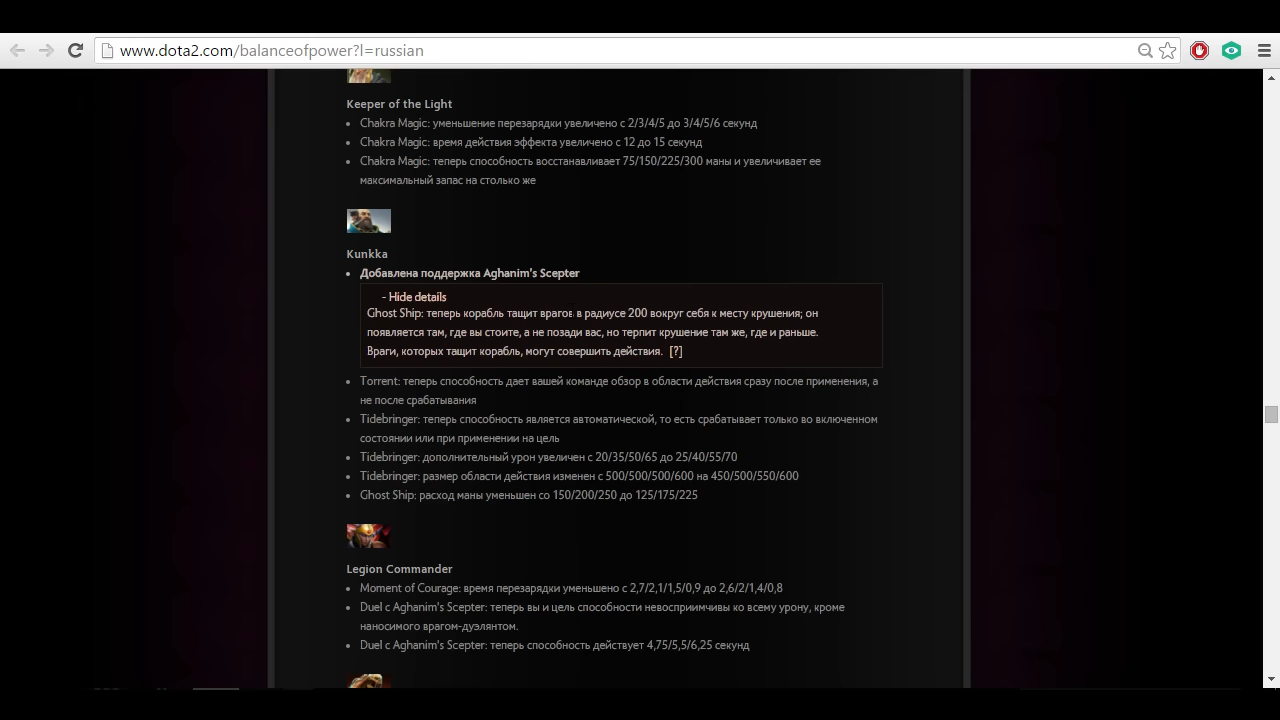 www.dota2.com/balanceofpower?l=russian
Keeper of the Light
Chakra Magic: уменьшение перезарядки увеличено с 2/3/4/5 до 3/4/5/6 секунд
Chakra Magic: время действия эффекта увеличено с 12 до 15 секунд
Chakra Magic: теперь способность восстанавливает 75/150/225/300 маны и увеличивает ее
максимальный запас на столько же
Kunkka
Добавлена поддержка Aghanim's Scepter
- Hide details
Ghost Ship: теперь корабль тащит врагов в радиусе 200 вокруг себя к месту крушения; он
появляется там, где вы стоите, а не позади вас, но терпит крушение там же, где и раньше.
Враги, которых тащит корабль, могут совершить действия. [?]
Torrent: теперь способность дает вашей команде обзор в области действия сразу после применения, а
не после срабатывания
Tidebringer: теперь способность является автоматической, то есть срабатывает только во включенном
состоянии или при применении на цель
Tidebringer: дополнительный урон увеличен с 20/35/50/65 до 25/40/55/70
Tidebringer: размер области действия изменен с 500/500/500/600 на 450/500/550/600
Ghost Ship: расход маны уменьшен со 150/200/250 до 125/175/225
Legion Commander
Moment of Courage: время перезарядки уменьшено с 2,7/2,1/1,5/0,9 до 2,6/2/1,4/0,8
Duel с Aghanim's Scepter: теперь вы и цель способности невосприимчивы ко всему урону, кроме
наносимого врагом-дуэлянтом.
Duel с Aghanim's Scepter: теперь способность действует 4,75/5,5/6,25 секунд